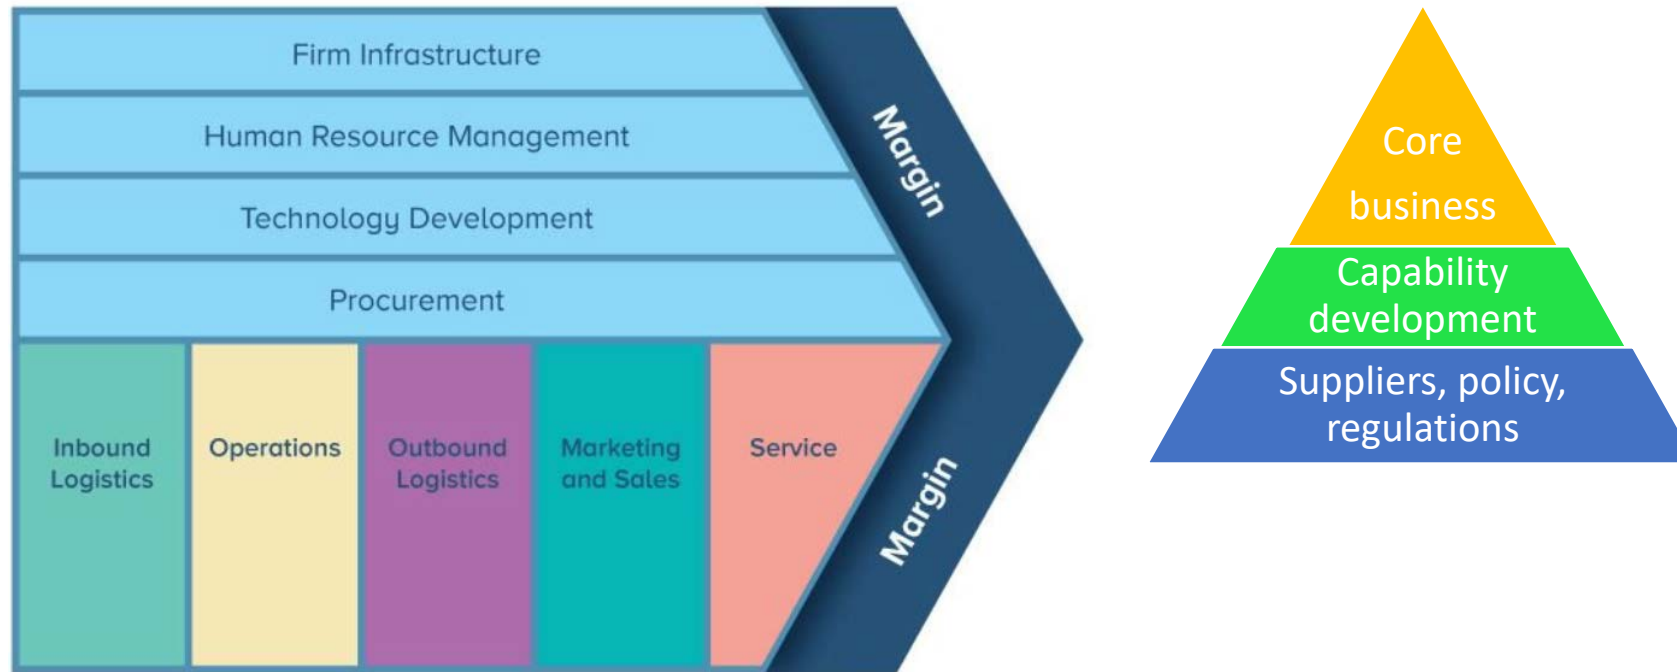 Firm Infrastructure
Human Resource Management
Technology Development
Procurement
Inbound
Logistics
Operations
Outbound
Logistics
Marketing
and Sales
Service
Margin
Margin
Core
business
Capability
development
Suppliers, policy,
regulations